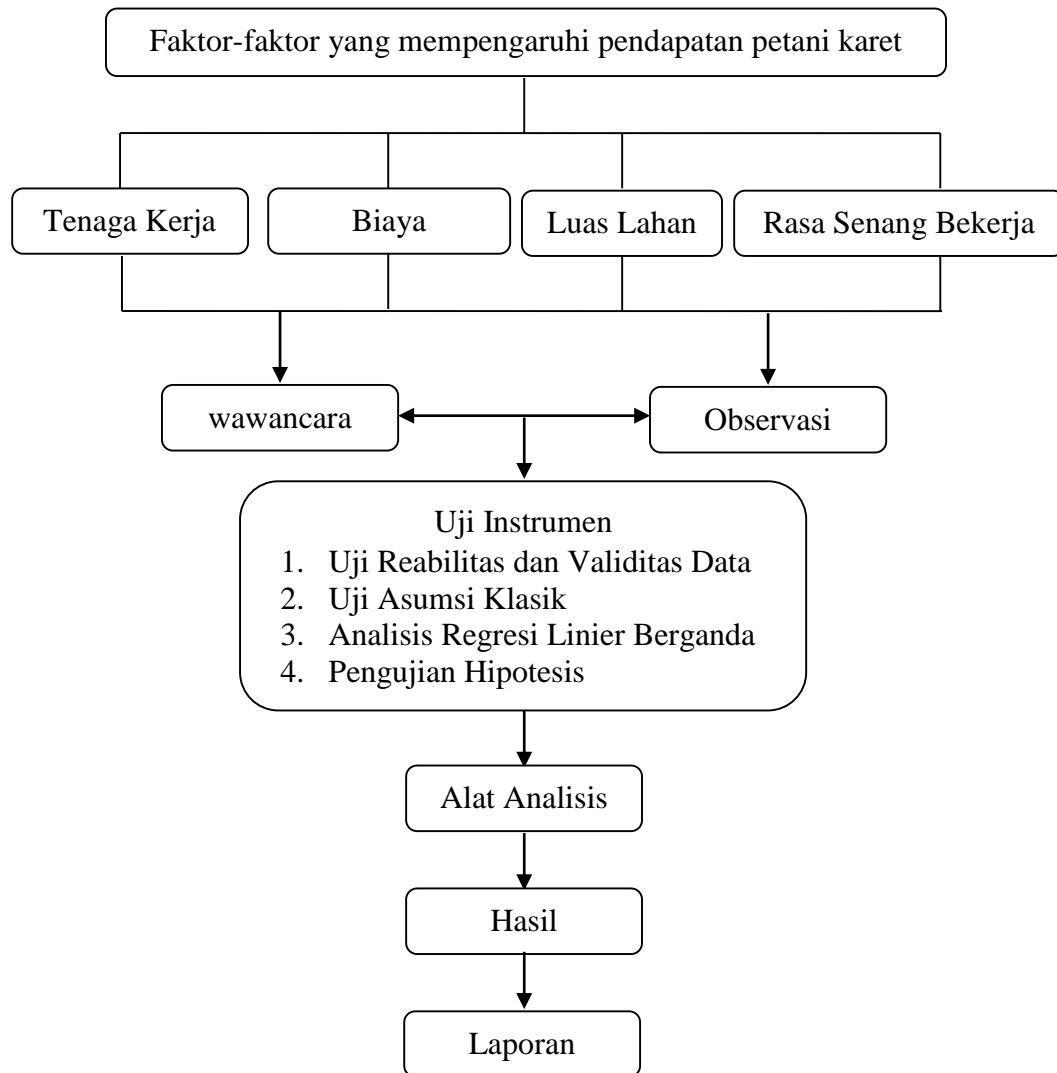 Faktor-faktor yang mempengaruhi pendapatan petani karet
Tenaga Kerja
Biaya
Luas Lahan
Rasa Senang Bekerja
wawancara
Observasi
Uji Instrumen
1. Uji Reabilitas dan Validitas Data
2. Uji Asumsi Klasik
3. Analisis Regresi Linier Berganda
4. Pengujian Hipotesis
Alat Analisis
Hasil
Laporan